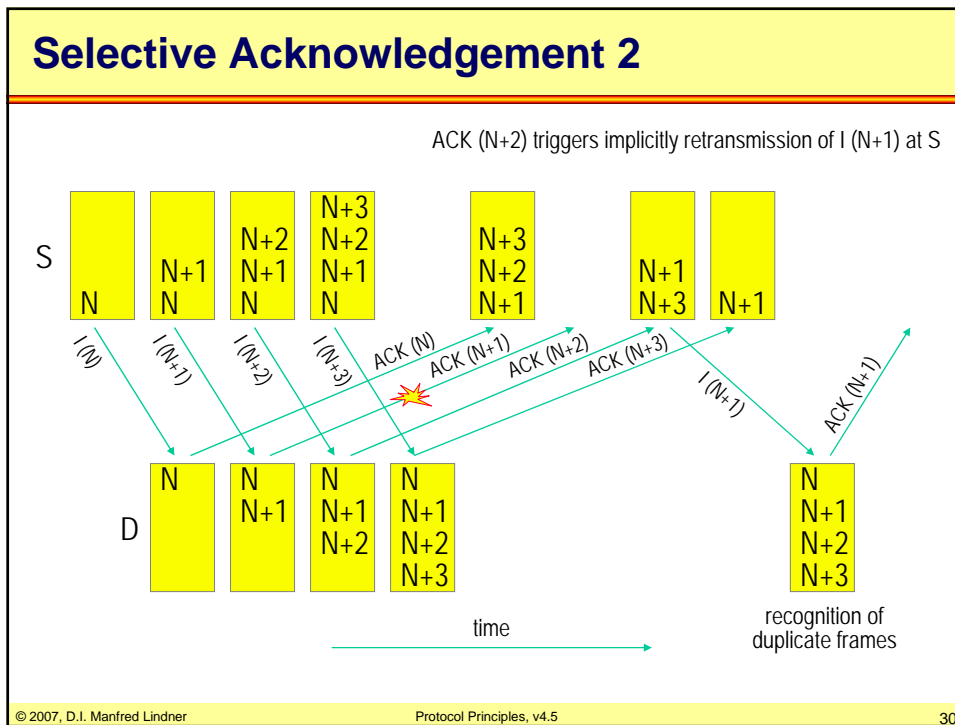 Selective Acknowledgement 2
ACK (N+2) triggers implicitly retransmission of I (N+1) at S
S
N
N+1
N
N+2
N+1
N
N+3
N+2
N+1
N
N+3
N+2
N+1
N+1
N+3
N+1
I (N)
I (N+1)
I (N+2)
I (N+3)
ACK (N)
ACK (N+1)
ACK (N+2)
ACK (N+3)
I (N+1)
ACK (N+1)
D
N
N
N+1
N
N+1
N+2
N
N+1
N+2
N+3
N
N+1
N+2
N+3
time
recognition of
duplicate frames
© 2007, D.I. Manfred Lindner
Protocol Principles, v4.5
30